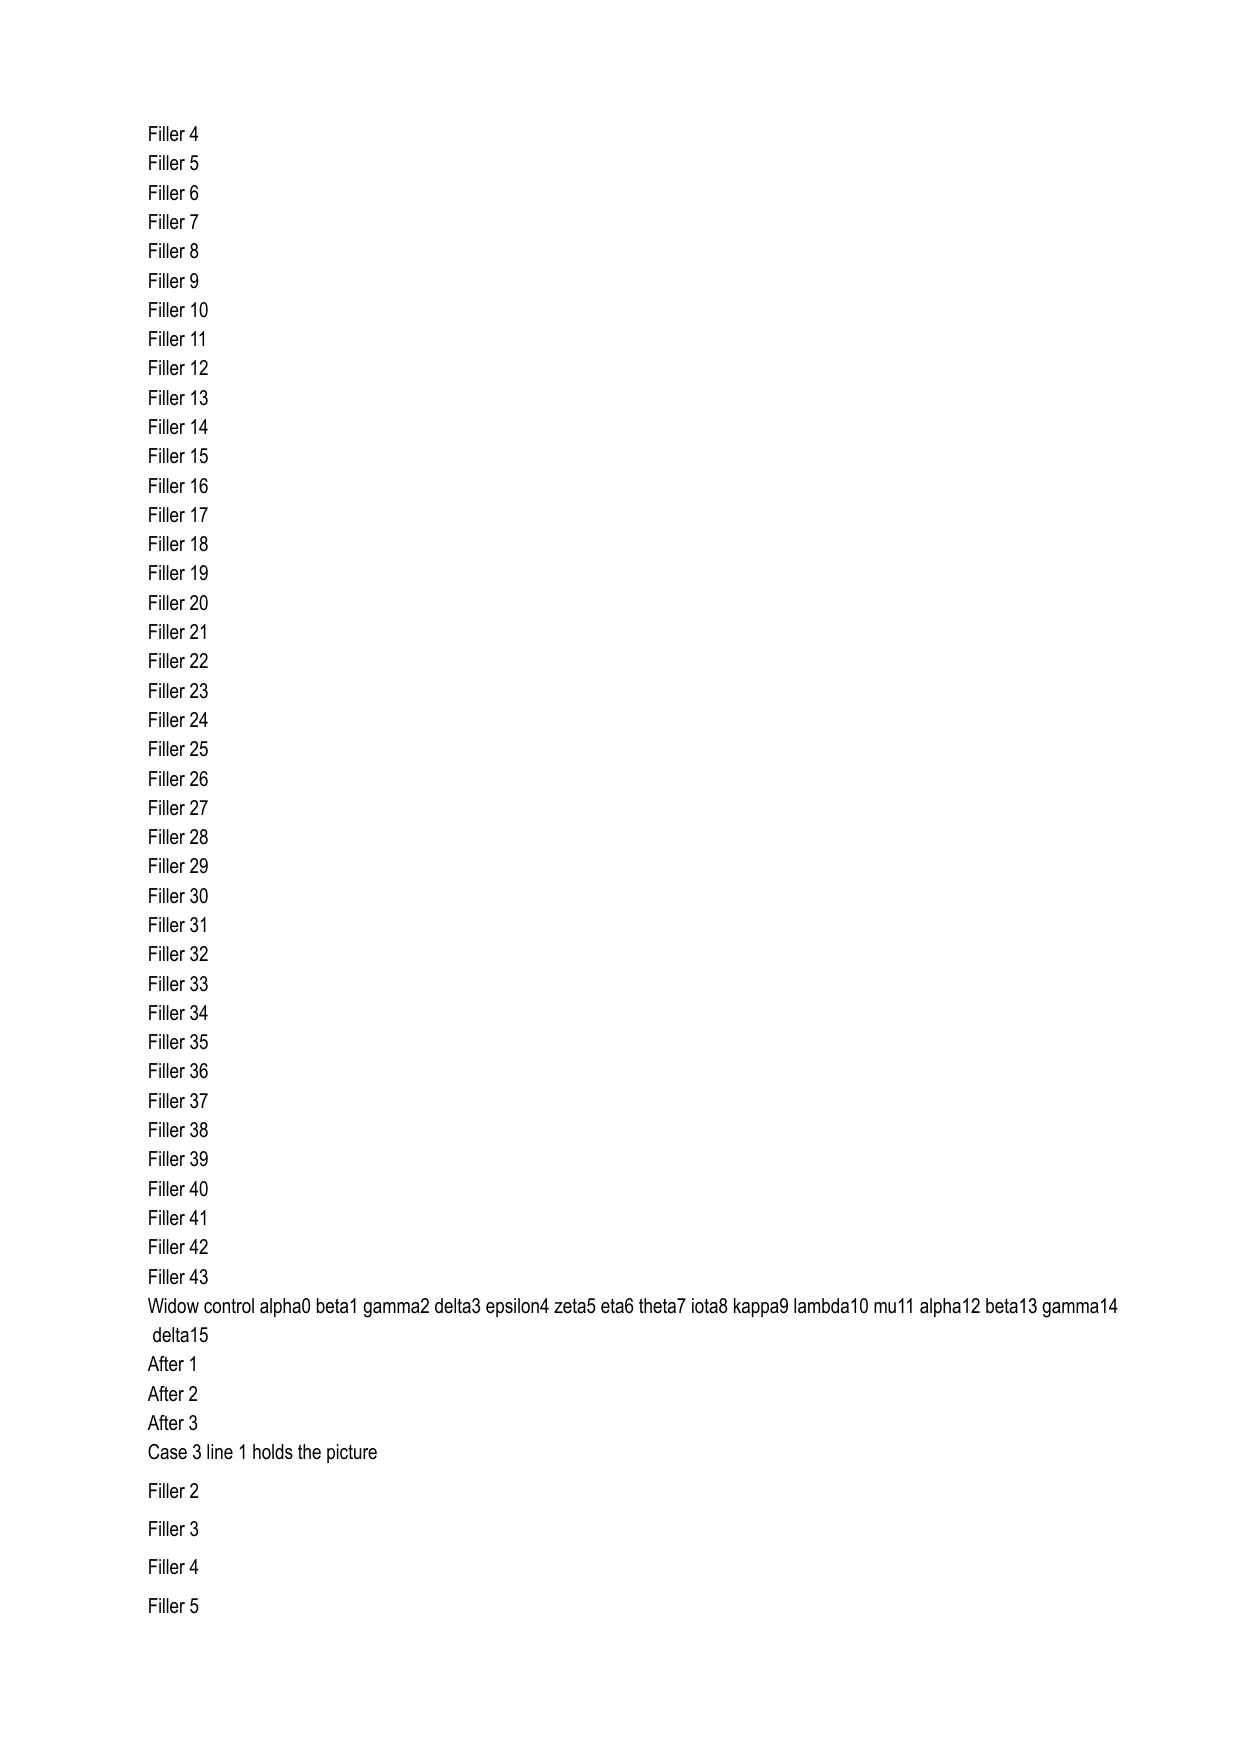 Filler 4
Filler 5
Filler 6
Filler 7
Filler 8
Filler 9
Filler 10
Filler 11
Filler 12
Filler 13
Filler 14
Filler 15
Filler 16
Filler 17
Filler 18
Filler 19
Filler 20
Filler 21
Filler 22
Filler 23
Filler 24
Filler 25
Filler 26
Filler 27
Filler 28
Filler 29
Filler 30
Filler 31
Filler 32
Filler 33
Filler 34
Filler 35
Filler 36
Filler 37
Filler 38
Filler 39
Filler 40
Filler 41
Filler 42
Filler 43
Widow control alpha0 beta1 gamma2 delta3 epsilon4 zeta5 eta6 theta7 iota8 kappa9 lambda10 mu11 alpha12 beta13 gamma14
delta15
After 1
After 2
After 3
Case 3 line 1 holds the picture
Filler 2
Filler 3
Filler 4
Filler 5